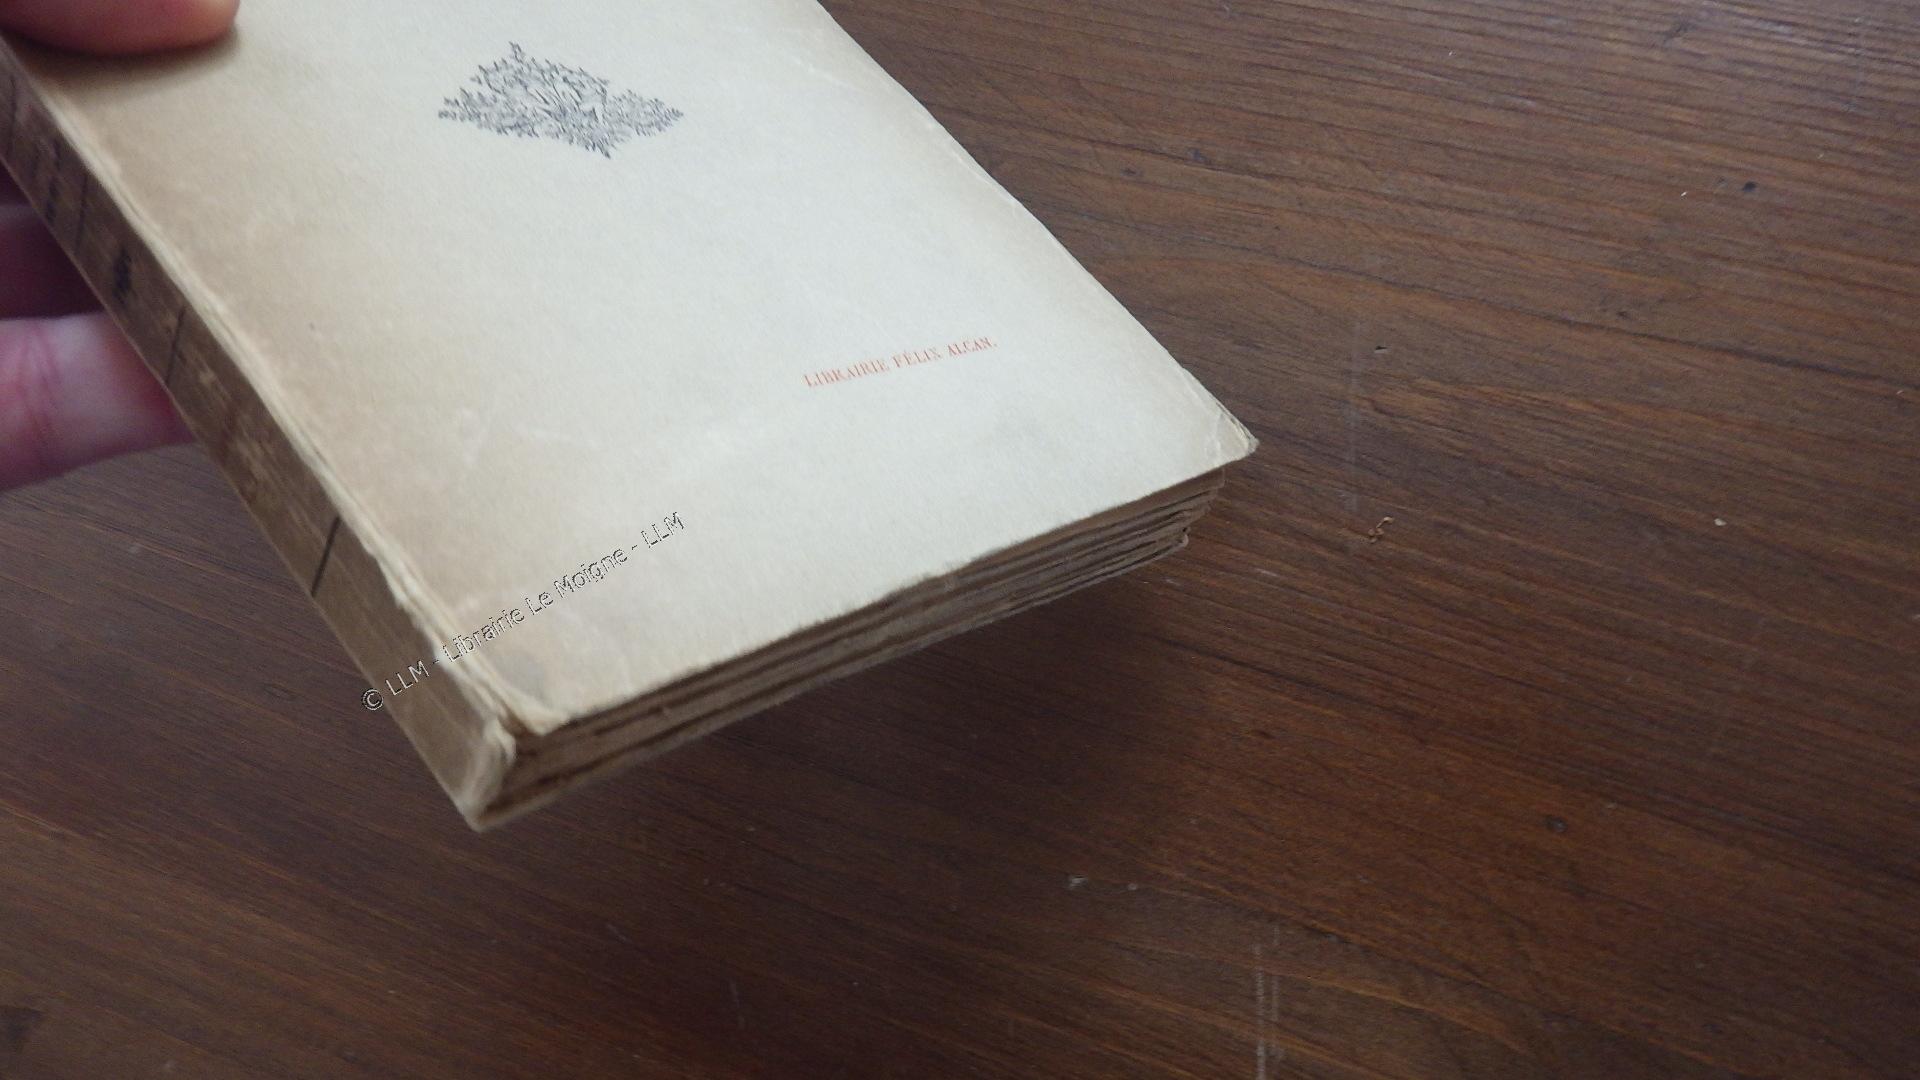 LIBRAIRIE FÉLIX ALCAN.
© LLM - Librairie Le Moigne - LLM